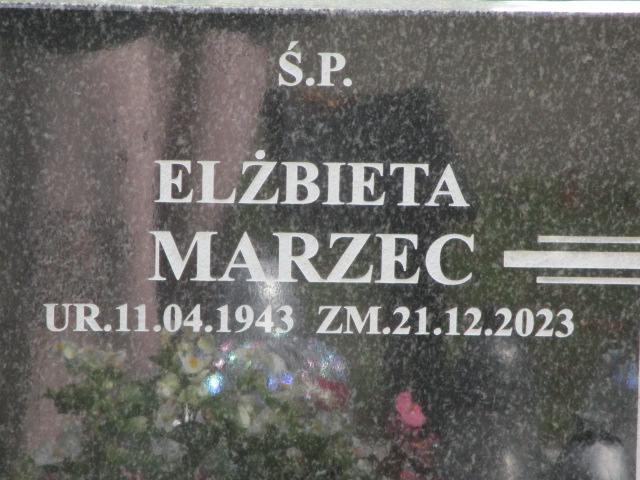 Ś.P.
ELŻBIETA
MARZEC
UR.11.04.1943 ZM.21.12.2023